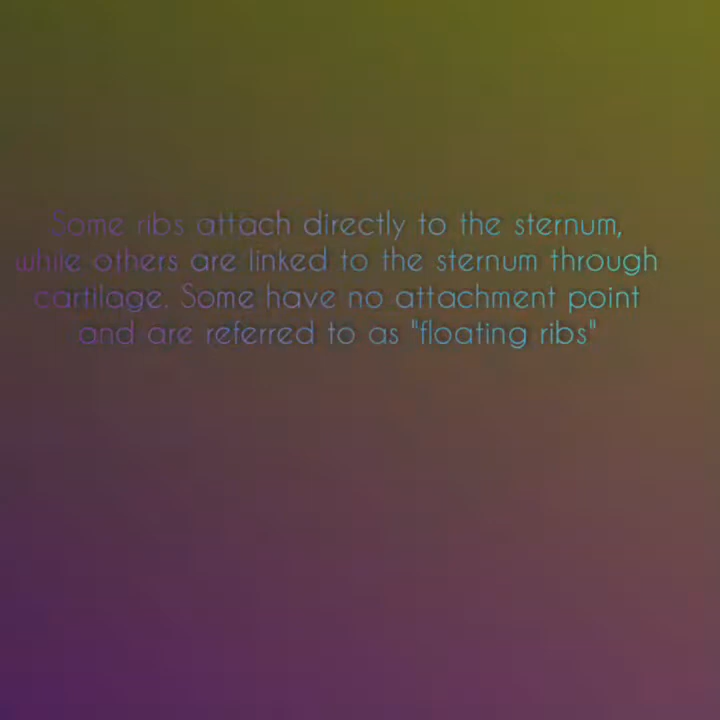 Some ribs attach directly to the sternum,
while others are linked to the sternum through
cartilage. Some have no attachment point
and are referred to as "floating ribs"